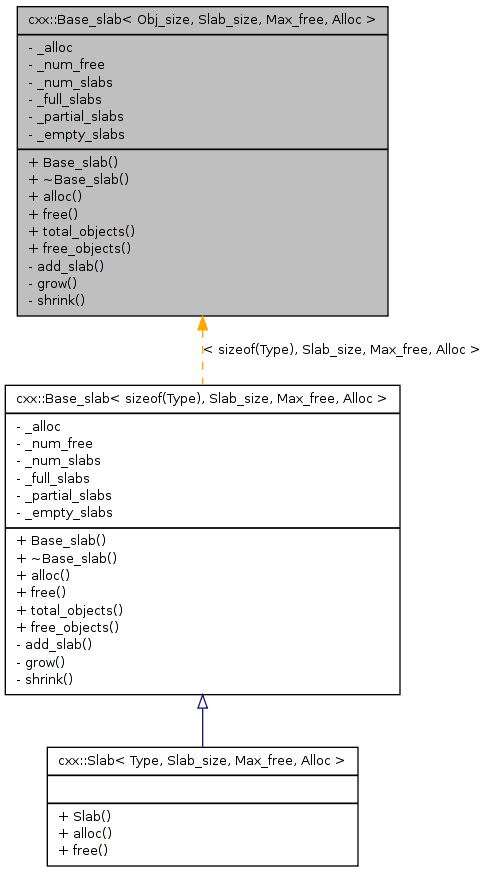 cxx::Base_slab< Obj_size, Slab_size, Max_free, Alloc >
- _alloc
- _num_free
- _num_slabs
- _full_slabs
- _partial_slabs
- _empty_slabs
+ Base_slab()
+ ~Base_slab()
+ alloc()
+ free()
+ total_objects()
+ free_objects()
- add_slab()
- grow()
- shrink()
< sizeof(Type), Slab_size, Max_free, Alloc >
cxx::Base_slab< sizeof(Type), Slab_size, Max_free, Alloc >
- _alloc
- _num_free
- _num_slabs
- _full_slabs
- _partial_slabs
- _empty_slabs
+ Base_slab()
+ ~Base_slab()
+ alloc()
+ free()
+ total_objects()
+ free_objects()
- add_slab()
- grow()
- shrink()
cxx::Slab< Type, Slab_size, Max_free, Alloc >
+ Slab()
+ alloc()
+ free()